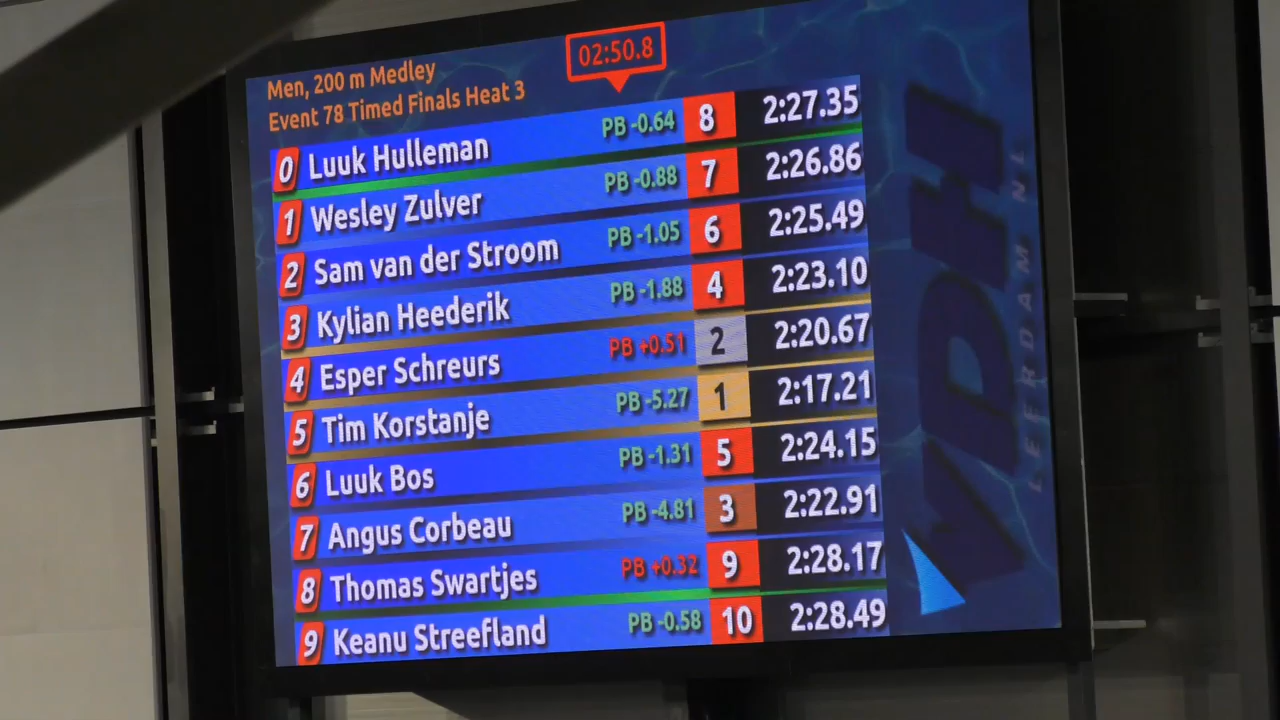 02:50.8
Men, 200 m Medley
Event 78 Timed Finals Heat 3
0 Luuk Hulleman PB -0.64 8 2:27.35
1 Wesley Zulver PB -0.88 7 2:26.86
2 Sam van der Stroom PB -1.05 6 2:25.49
3 Kylian Heederik PB -1.88 4 2:23.10
4 Esper Schreurs PB +0.51 2 2:20.67
5 Tim Korstanje PB -5.27 1 2:17.21
6 Luuk Bos PB -1.31 5 2:24.15
7 Angus Corbeau PB -4.81 3 2:22.91
8 Thomas Swartjes PB +0.32 9 2:28.17
9 Keanu Streefland PB -0.58 10 2:28.49
LEERDAM NL